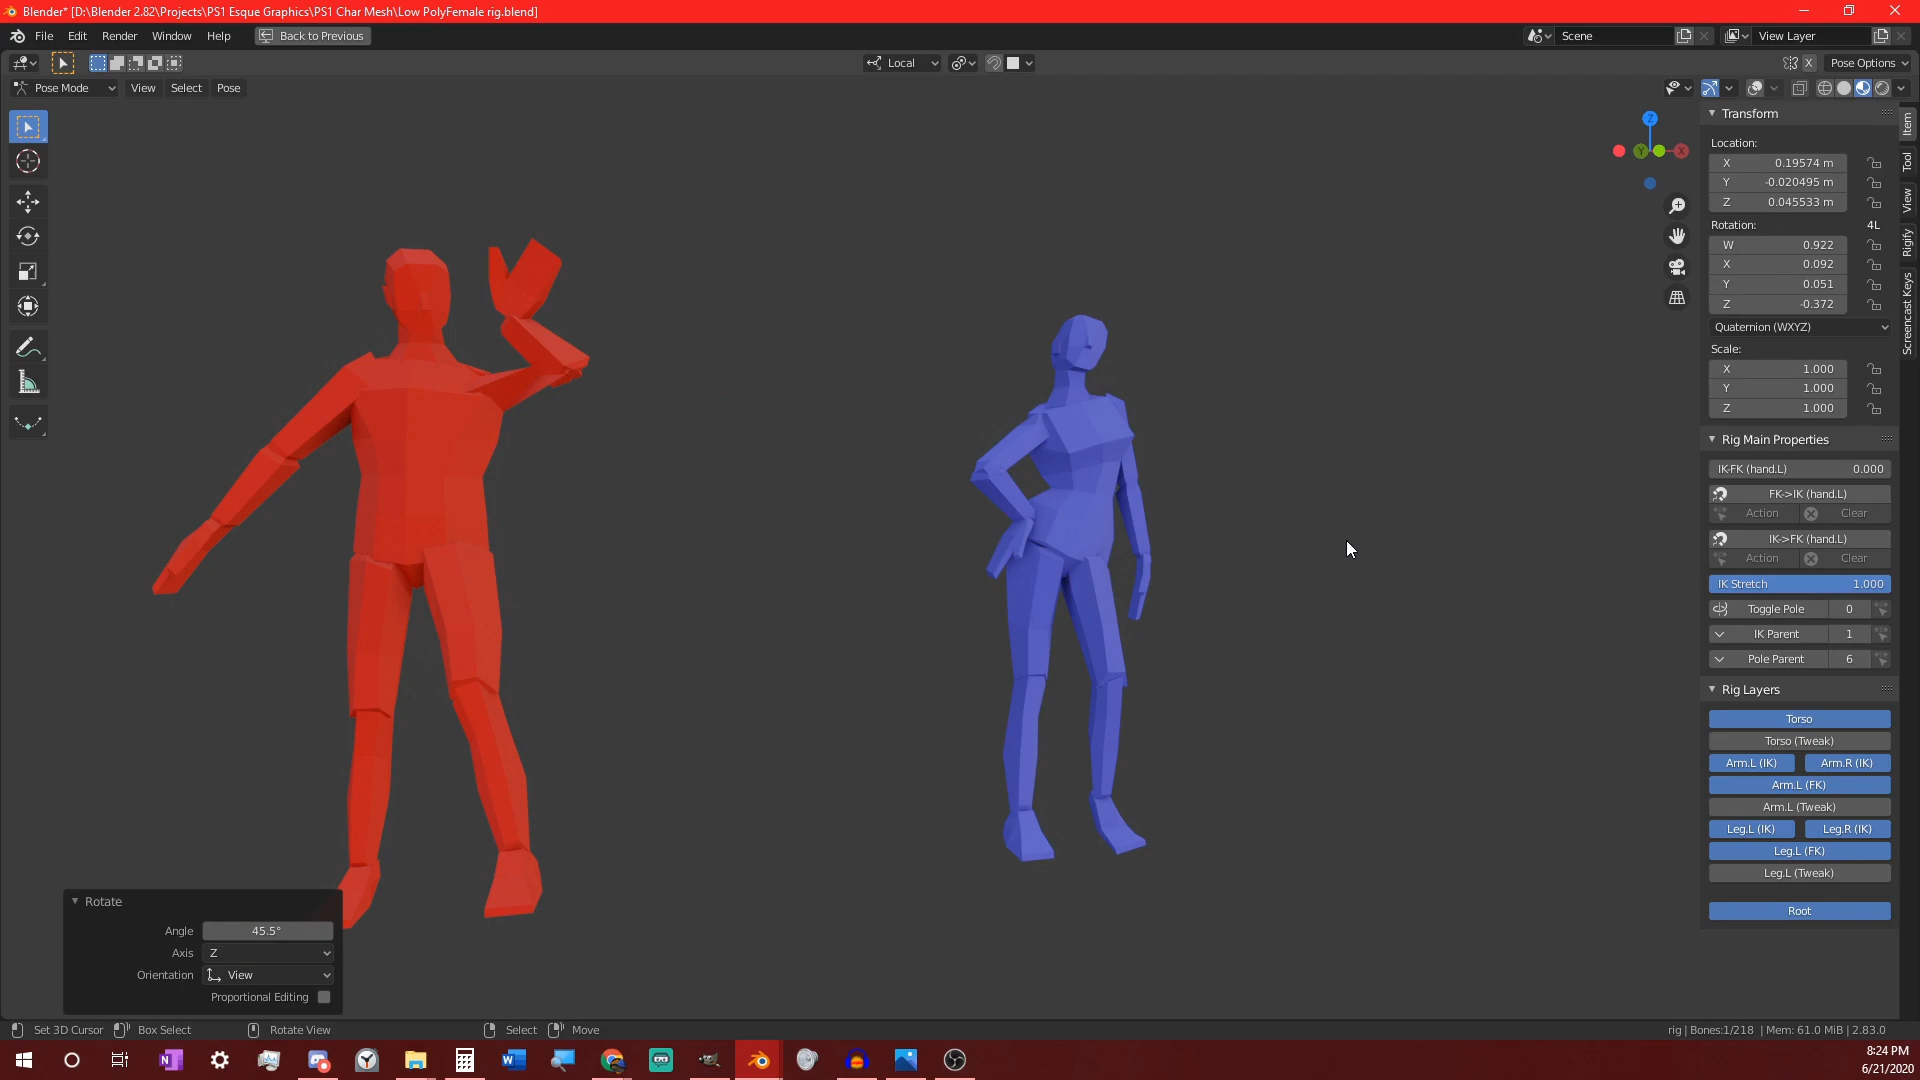 Blender* [D:\Blender 2.82\Projects\PS1 Esque Graphics\PS1 Char Mesh\Low PolyFemale rig.blend]
File Edit Render Window Help Back to Previous Scene View Layer
Local X Pose Options
Pose Mode View Select Pose
Transform
Location:
X 0.19574 m
Y -0.020495 m
Z 0.045533 m
Rotation: 4L
W 0.922
X 0.092
Y 0.051
Z -0.372
Quaternion (WXYZ)
Scale:
X 1.000
Y 1.000
Z 1.000
Rig Main Properties
IK-FK (hand.L) 0.000
FK->IK (hand.L)
Action Clear
IK->FK (hand.L)
Action Clear
IK Stretch 1.000
Toggle Pole 0
IK Parent 1
Pole Parent 6
Rig Layers
Torso
Torso (Tweak)
Arm.L (IK) Arm.R (IK)
Arm.L (FK)
Arm.L (Tweak)
Leg.L (IK) Leg.R (IK)
Leg.L (FK)
Leg.L (Tweak)
Root
Item
Tool
View
Rigify
Screencast Keys
Z
Y
X
Rotate
Angle 45.5°
Axis Z
Orientation View
Proportional Editing
Set 3D Cursor Box Select Rotate View Select Move rig | Bones:1/218 | Mem: 61.0 MiB | 2.83.0
8:24 PM
6/21/2020